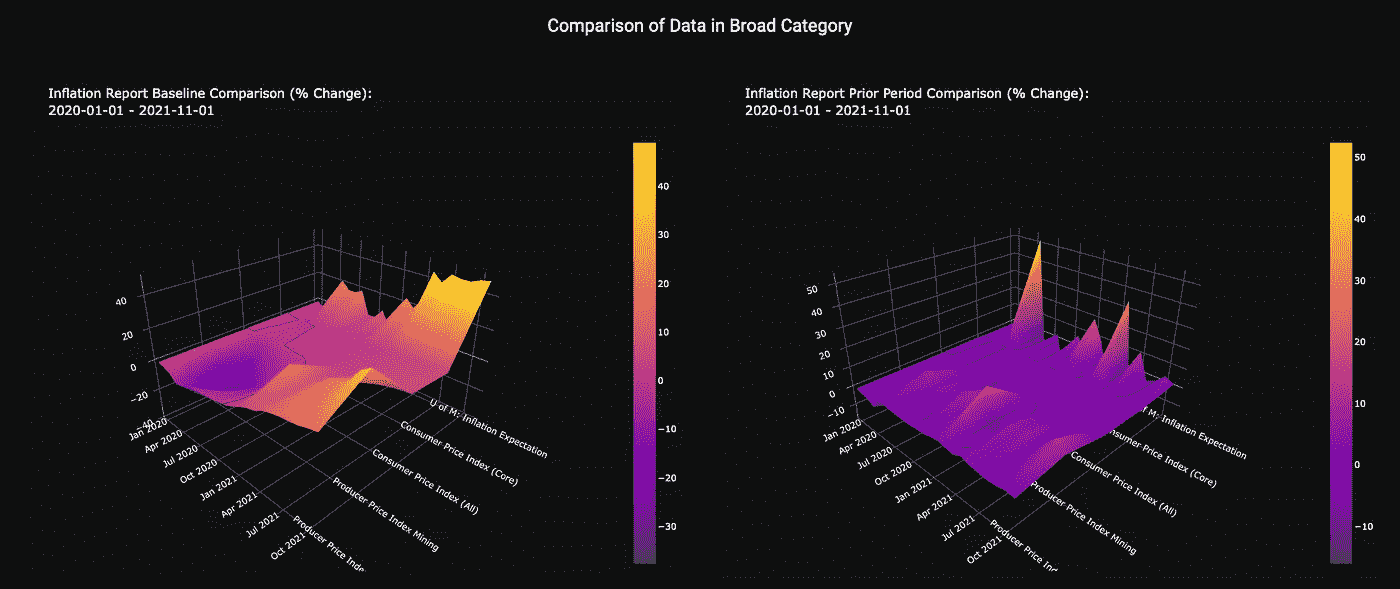 Comparison of Data in Broad Category
Inflation Report Baseline Comparison (% Change):
2020-01-01 - 2021-11-01
40
20
0
−20
−40
Jan 2020
Apr 2020
Jul 2020
Oct 2020
Jan 2021
Apr 2021
Jul 2021
Oct 2021
U of M: Inflation Expectation
Consumer Price Index (Core)
Consumer Price Index (All)
Producer Price Index Mining
Producer Price Inde
40
30
20
10
0
−10
−20
−30
Inflation Report Prior Period Comparison (% Change):
2020-01-01 - 2021-11-01
50
40
30
20
10
0
−10
Jan 2020
Apr 2020
Jul 2020
Oct 2020
Jan 2021
Apr 2021
Jul 2021
Oct 2021
of M: Inflation Expectation
onsumer Price Index (Core)
Consumer Price Index (All)
Producer Price Index Mining
Producer Price Inde
50
40
30
20
10
0
−10